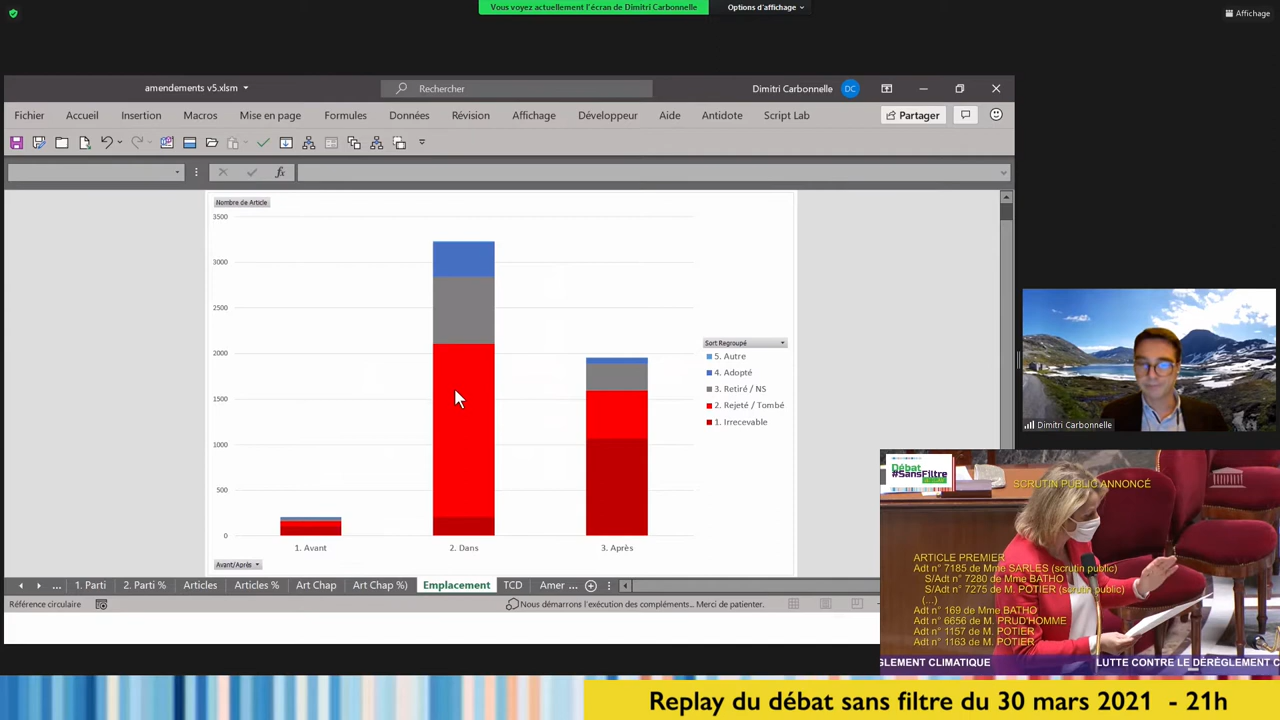 Vous voyez actuellement l'écran de Dimitri Carbonnelle
Options d'affichage
Affichage
amendements v5.xlsm
Rechercher
Dimitri Carbonnelle
DC
Fichier
Accueil
Insertion
Macros
Mise en page
Formules
Données
Révision
Affichage
Développeur
Aide
Antidote
Script Lab
Partager
fx
Nombre de Article
3500
3000
2500
2000
1500
1000
500
0
1. Avant
2. Dans
3. Après
Sort Regroupé
5. Autre
4. Adopté
3. Retiré / NS
2. Rejeté / Tombé
1. Irrecevable
Avant/Après
...
1. Parti
2. Parti %
Articles
Articles %
Art Chap
Art Chap %)
Emplacement
TCD
Amer ...
Référence circulaire
Nous démarrons l'exécution des compléments... Merci de patienter.
Dimitri Carbonnelle
Débat
#SansFiltre
SCRUTIN PUBLIC ANNONCÉ
ARTICLE PREMIER
Adt n° 7185 de Mme SARLES (scrutin public)
S/Adt n° 7280 de Mme BATHO
S/Adt n° 7275 de M. POTIER (scrutin public)
(...)
Adt n° 169 de Mme BATHO
Adt n° 6656 de M. PRUD'HOMME
Adt n° 1157 de M. POTIER
Adt n° 1163 de M. POTIER
GLEMENT CLIMATIQUE
LUTTE CONTRE LE DÉRÈGLEMENT C
Replay du débat sans filtre du 30 mars 2021 - 21h